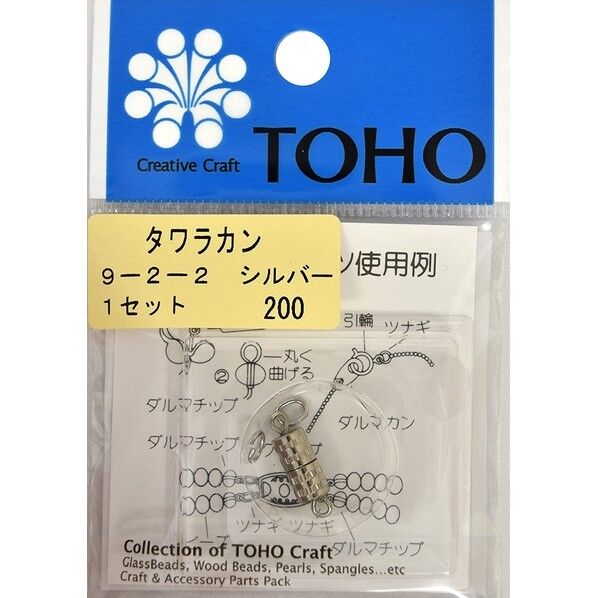 Creative Craft
TOHO
タワラカン
9-2-2 シルバー
1セット 200
ツ使用例
引輪
ツナギ
②
丸く
曲げる
ダルマチップ
ダルマカン
ダルマチップ
ツナギ ツナギ
ダルマチップ
Collection of TOHO Craft
GlassBeads, Wood Beads, Pearls, Spangles...etc
Craft & Accessory Parts Pack